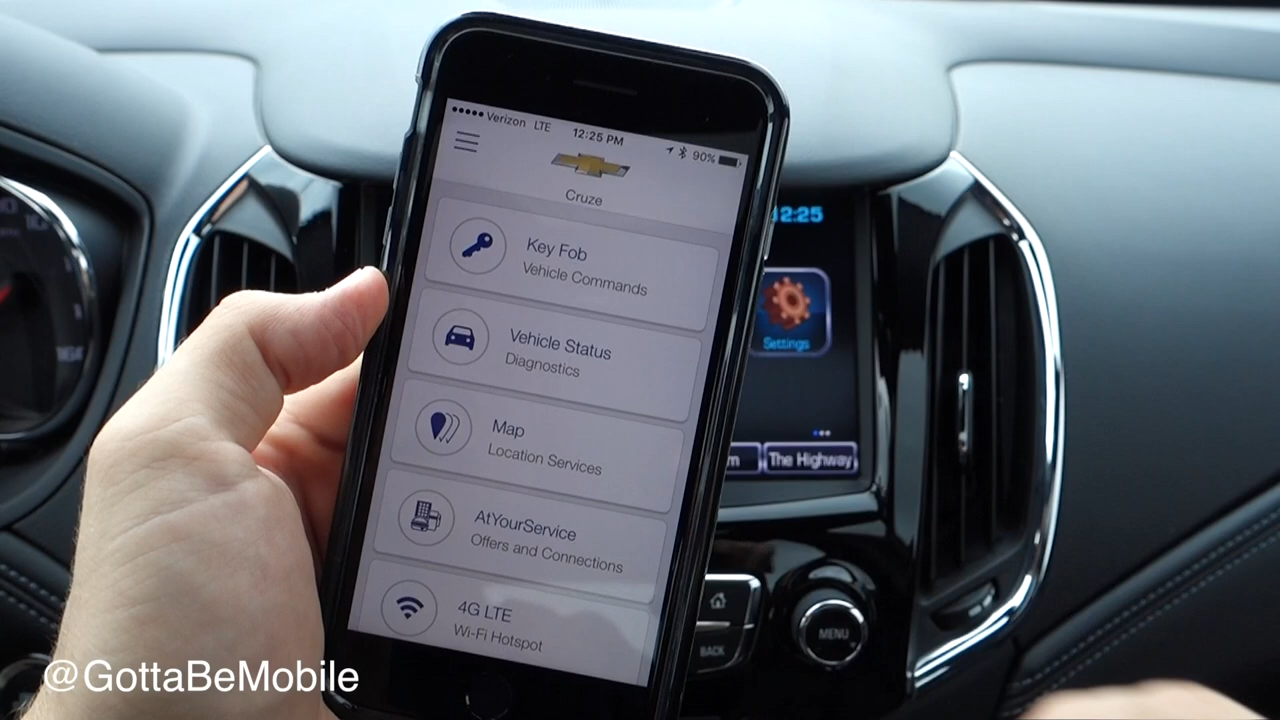 Verizon LTE 12:25 PM 90%
Cruze
Key Fob
Vehicle Commands
Vehicle Status
Diagnostics
Map
Location Services
AtYourService
Offers and Connections
4G LTE
Wi-Fi Hotspot
12:25
Settings
The Highway
MENU
BACK
@GottaBeMobile